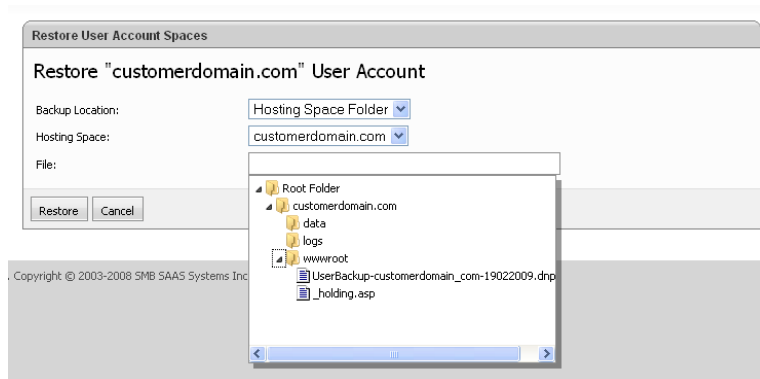 Restore User Account Spaces
Restore "customerdomain.com" User Account
Backup Location:
Hosting Space Folder
Hosting Space:
customerdomain.com
File:
Root Folder
customerdomain.com
data
logs
wwwroot
UserBackup-customerdomain_com-19022009.dnp
_holding.asp
Restore
Cancel
. Copyright © 2003-2008 SMB SAAS Systems Inc